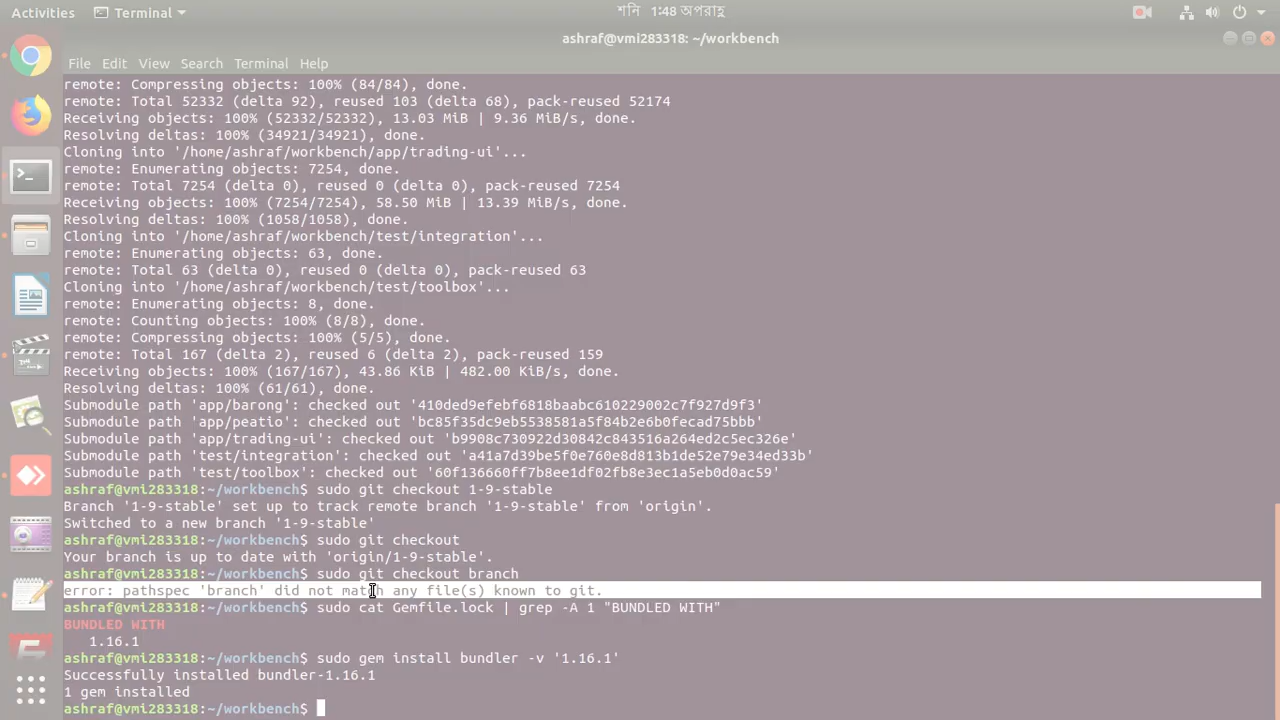 Activities Terminal শনি 1:48 অপরাহ্ণ
ashraf@vmi283318: ~/workbench
File Edit View Search Terminal Help
remote: Compressing objects: 100% (84/84), done.
remote: Total 52332 (delta 92), reused 103 (delta 68), pack-reused 52174
Receiving objects: 100% (52332/52332), 13.03 MiB | 9.36 MiB/s, done.
Resolving deltas: 100% (34921/34921), done.
Cloning into '/home/ashraf/workbench/app/trading-ui'...
remote: Enumerating objects: 7254, done.
remote: Total 7254 (delta 0), reused 0 (delta 0), pack-reused 7254
Receiving objects: 100% (7254/7254), 58.50 MiB | 13.39 MiB/s, done.
Resolving deltas: 100% (1058/1058), done.
Cloning into '/home/ashraf/workbench/test/integration'...
remote: Enumerating objects: 63, done.
remote: Total 63 (delta 0), reused 0 (delta 0), pack-reused 63
Cloning into '/home/ashraf/workbench/test/toolbox'...
remote: Enumerating objects: 8, done.
remote: Counting objects: 100% (8/8), done.
remote: Compressing objects: 100% (5/5), done.
remote: Total 167 (delta 2), reused 6 (delta 2), pack-reused 159
Receiving objects: 100% (167/167), 43.86 KiB | 482.00 KiB/s, done.
Resolving deltas: 100% (61/61), done.
Submodule path 'app/barong': checked out '410ded9efebf6818baabc610229002c7f927d9f3'
Submodule path 'app/peatio': checked out 'bc85f35dc9eb5538581a5f84b2e6b0fecad75bbb'
Submodule path 'app/trading-ui': checked out 'b9908c730922d30842c843516a264ed2c5ec326e'
Submodule path 'test/integration': checked out 'a41a7d39be5f0e760e8d813b1de52e79e34ed33b'
Submodule path 'test/toolbox': checked out '60f136660ff7b8ee1df02fb8e3ec1a5eb0d0ac59'
ashraf@vmi283318:~/workbench$ sudo git checkout 1-9-stable
Branch '1-9-stable' set up to track remote branch '1-9-stable' from 'origin'.
Switched to a new branch '1-9-stable'
ashraf@vmi283318:~/workbench$ sudo git checkout
Your branch is up to date with 'origin/1-9-stable'.
ashraf@vmi283318:~/workbench$ sudo git checkout branch
error: pathspec 'branch' did not match any file(s) known to git.
ashraf@vmi283318:~/workbench$ sudo cat Gemfile.lock | grep -A 1 "BUNDLED WITH"
BUNDLED WITH
1.16.1
ashraf@vmi283318:~/workbench$ sudo gem install bundler -v '1.16.1'
Successfully installed bundler-1.16.1
1 gem installed
ashraf@vmi283318:~/workbench$